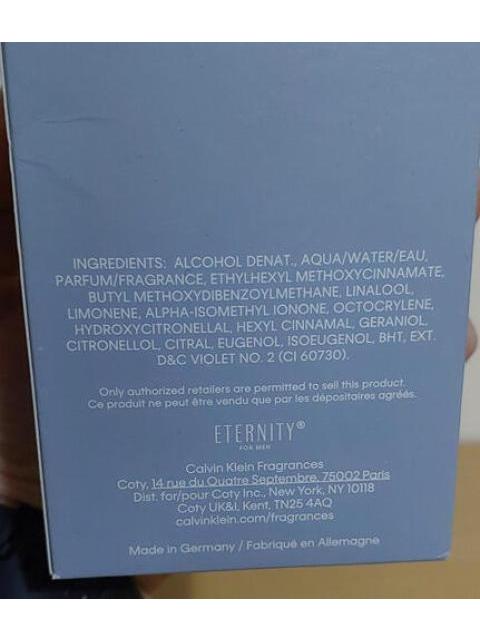 INGREDIENTS: ALCOHOL DENAT., AQUA/WATER/EAU,
PARFUM/FRAGRANCE, ETHYLHEXYL METHOXYCINNAMATE,
BUTYL METHOXYDIBENZOYLMETHANE, LINALOOL,
LIMONENE, ALPHA-ISOMETHYL IONONE, OCTOCRYLENE,
HYDROXYCITRONELLAL, HEXYL CINNAMAL, GERANIOL,
CITRONELLOL, CITRAL, EUGENOL, ISOEUGENOL, BHT, EXT.
D&C VIOLET NO. 2 (CI 60730).
Only authorized retailers are permitted to sell this product.
Ce produit ne peut être vendu que par les dépositaires agréés.
ETERNITY®
FOR MEN
Calvin Klein Fragrances
Coty, 14 rue du Quatre Septembre, 75002 Paris
Dist. for/pour Coty Inc., New York, NY 10118
Coty UK&I, Kent, TN25 4AQ
calvinklein.com/fragrances
Made in Germany / Fabriqué en Allemagne